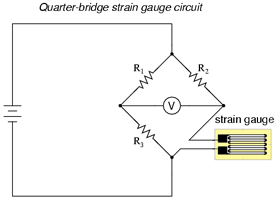 Quarter-bridge strain gauge circuit
R1 R2
V
strain gauge
R3